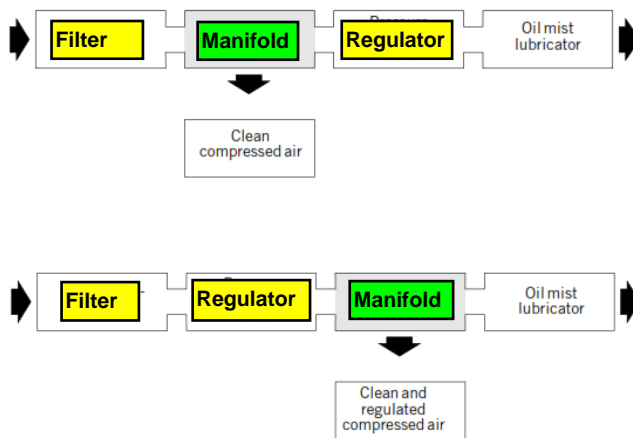 Filter
Manifold
Regulator
Oil mist
lubricator
Clean
compressed air
Filter
Regulator
Manifold
Oil mist
lubricator
Clean and
regulated
compressed air